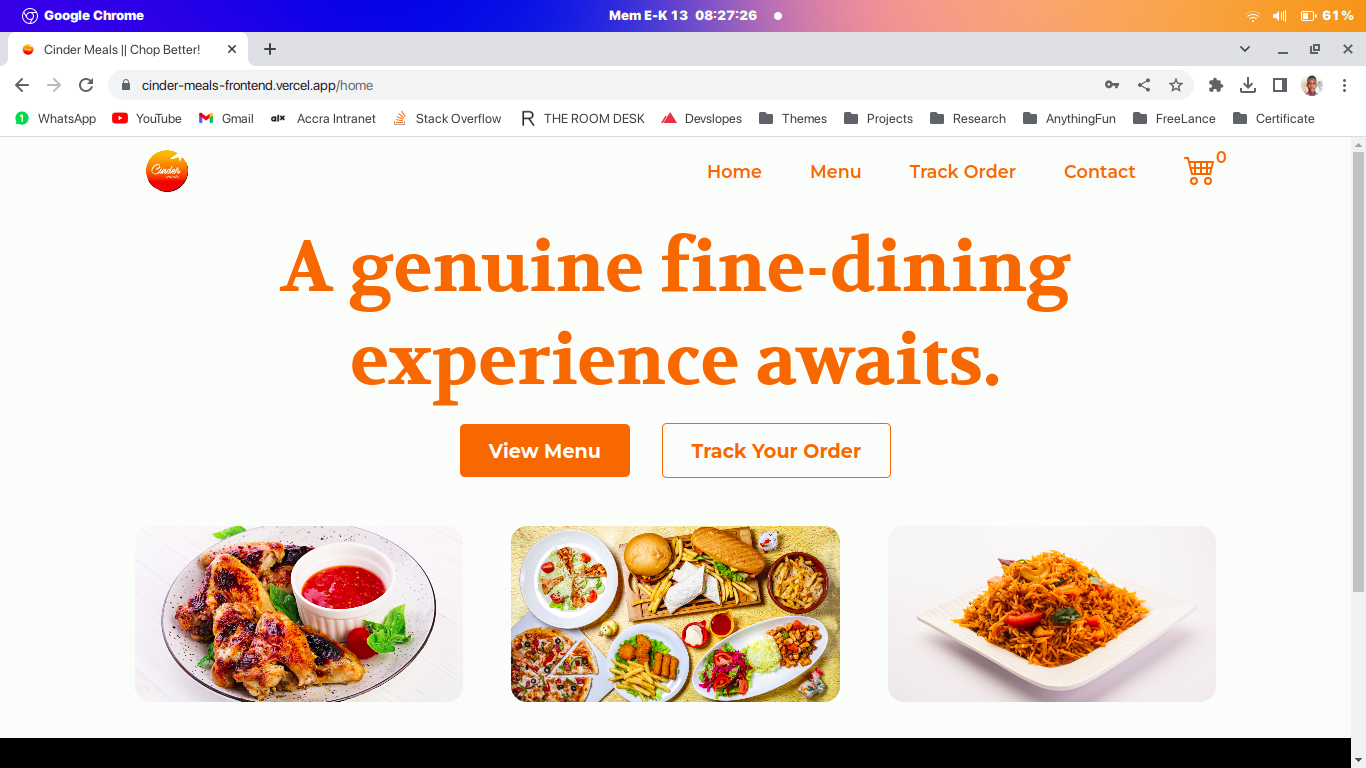 Google Chrome
Mem E-K 13 08:27:26
61%
Cinder Meals || Chop Better!
cinder-meals-frontend.vercel.app/home
WhatsApp
YouTube
Gmail
alx
Accra Intranet
Stack Overflow
R
THE ROOM DESK
Devslopes
Themes
Projects
Research
AnythingFun
FreeLance
Certificate
Cinder
meals
Home
Menu
Track Order
Contact
0
A genuine fine-dining
experience awaits.
View Menu
Track Your Order